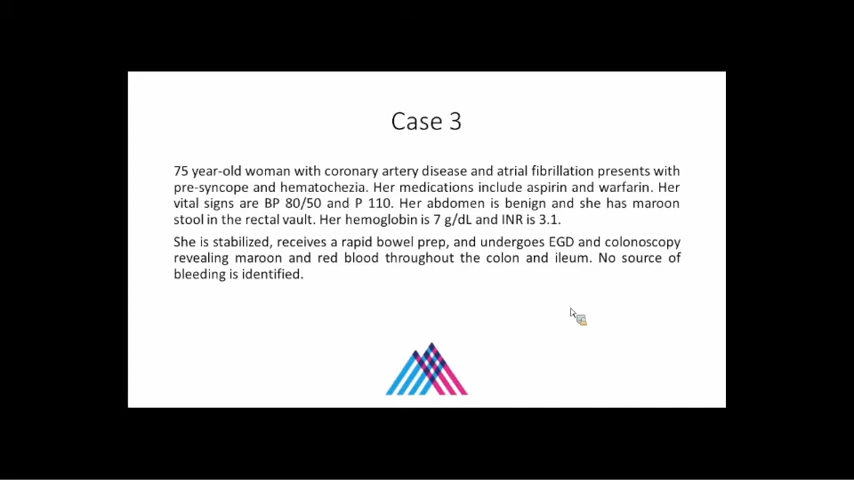 Case 3
75 year-old woman with coronary artery disease and atrial fibrillation presents with
pre-syncope and hematochezia. Her medications include aspirin and warfarin. Her
vital signs are BP 80/50 and P 110. Her abdomen is benign and she has maroon
stool in the rectal vault. Her hemoglobin is 7 g/dL and INR is 3.1.
She is stabilized, receives a rapid bowel prep, and undergoes EGD and colonoscopy
revealing maroon and red blood throughout the colon and ileum. No source of
bleeding is identified.